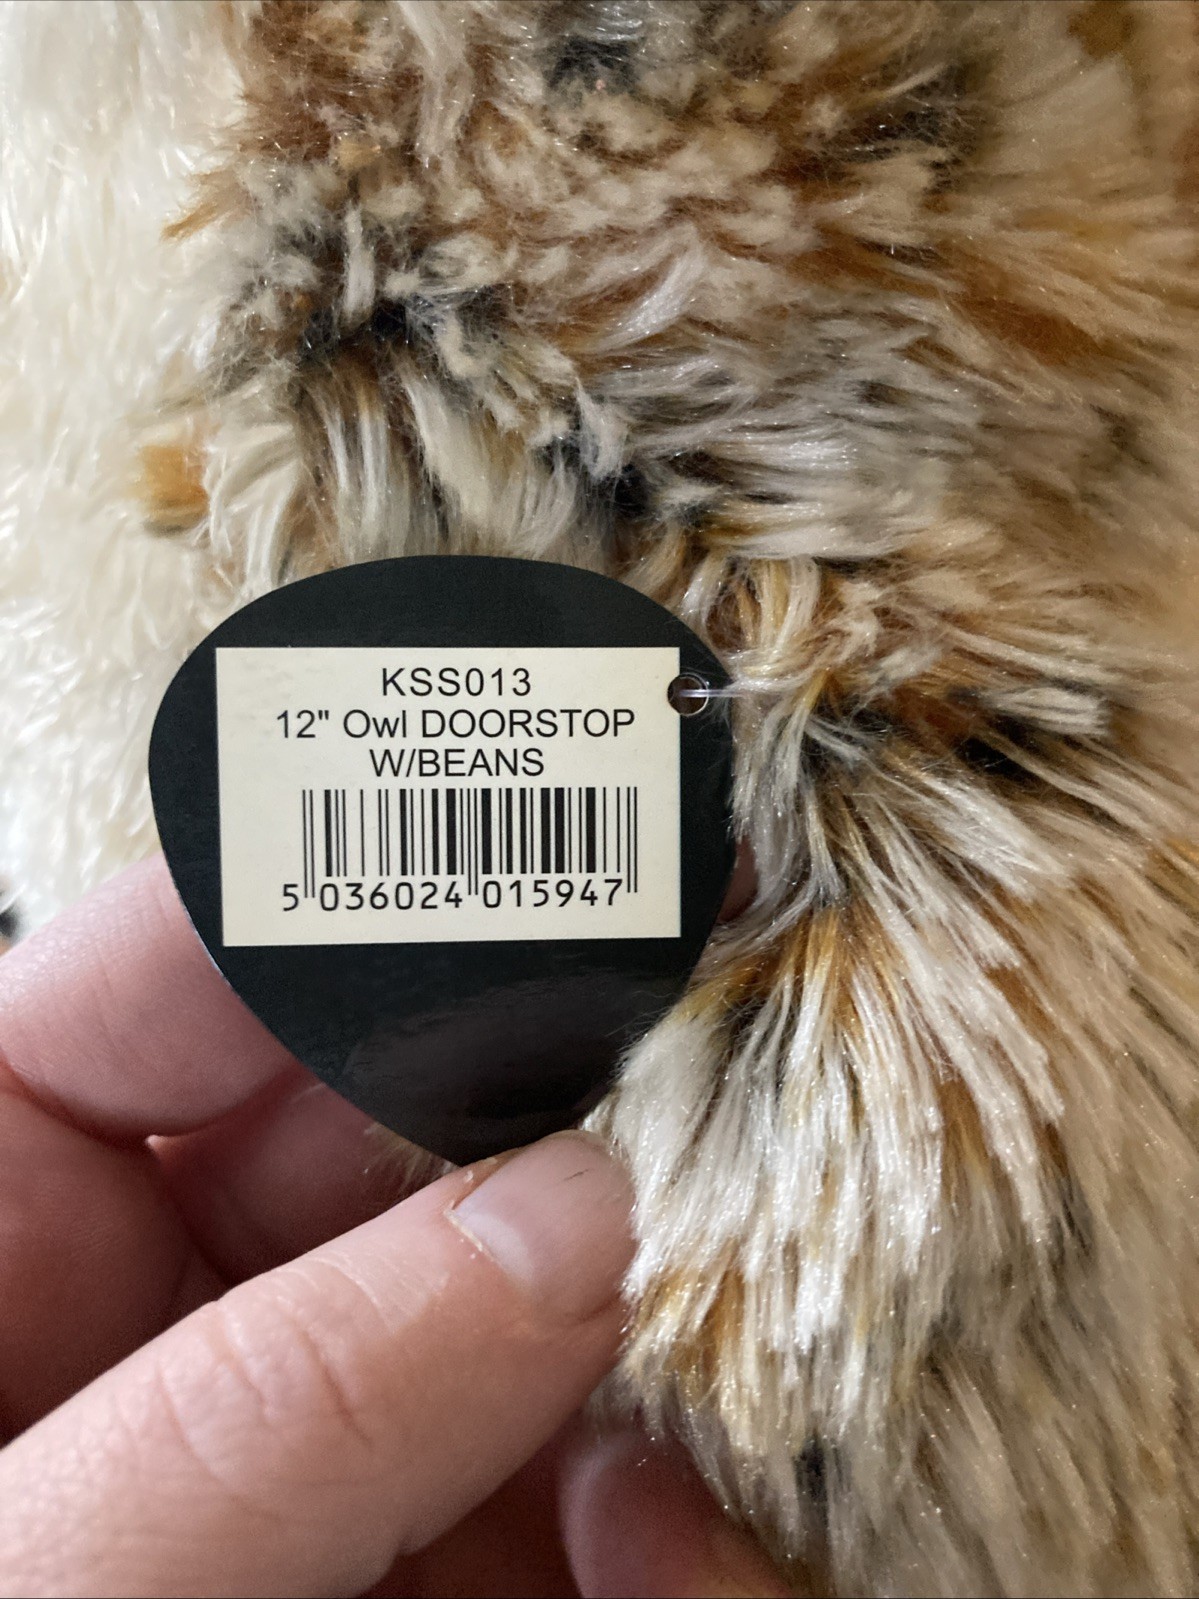 KSS013
12" Owl DOORSTOP
W/BEANS
5 036024 015947